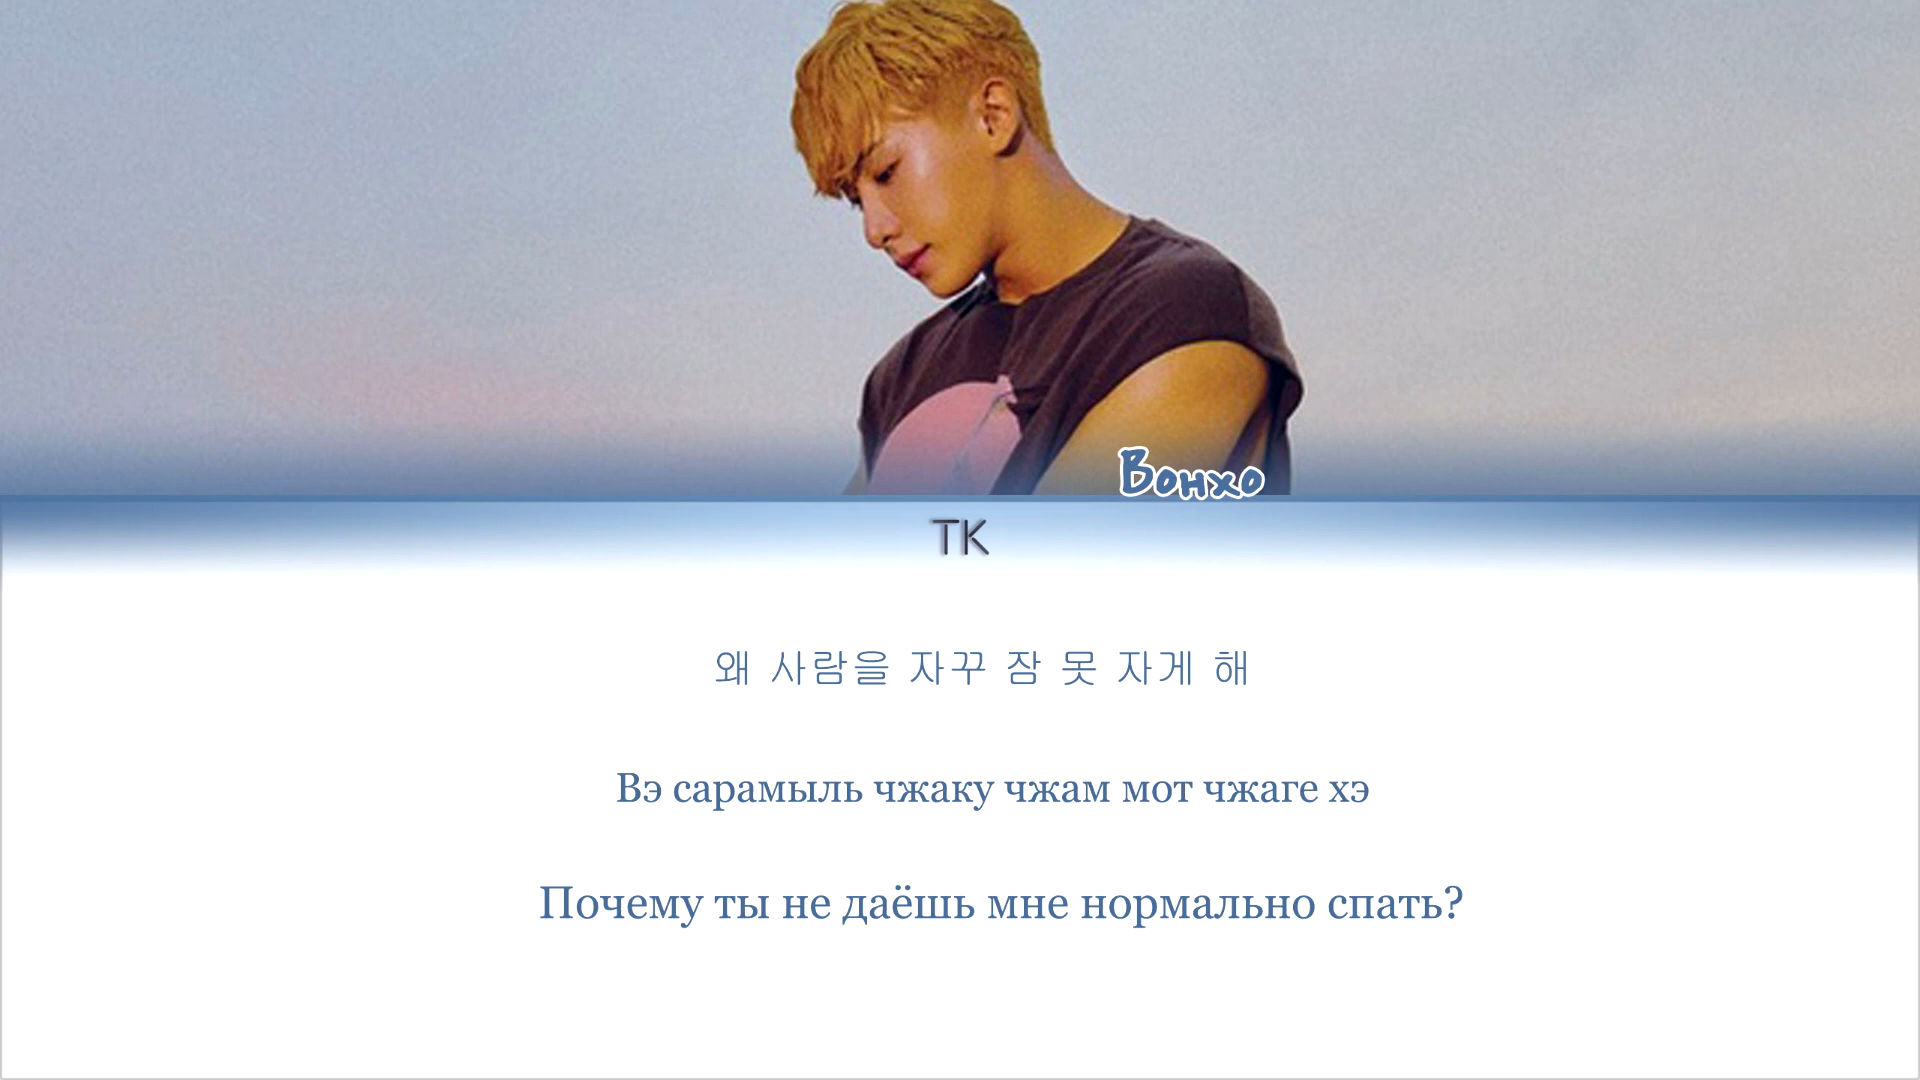 Вонхо
TK
왜 사람을 자꾸 잠 못 자게 해
Вэ сарамыль чжаку чжам мот чжаге хэ
Почему ты не даёшь мне нормально спать?